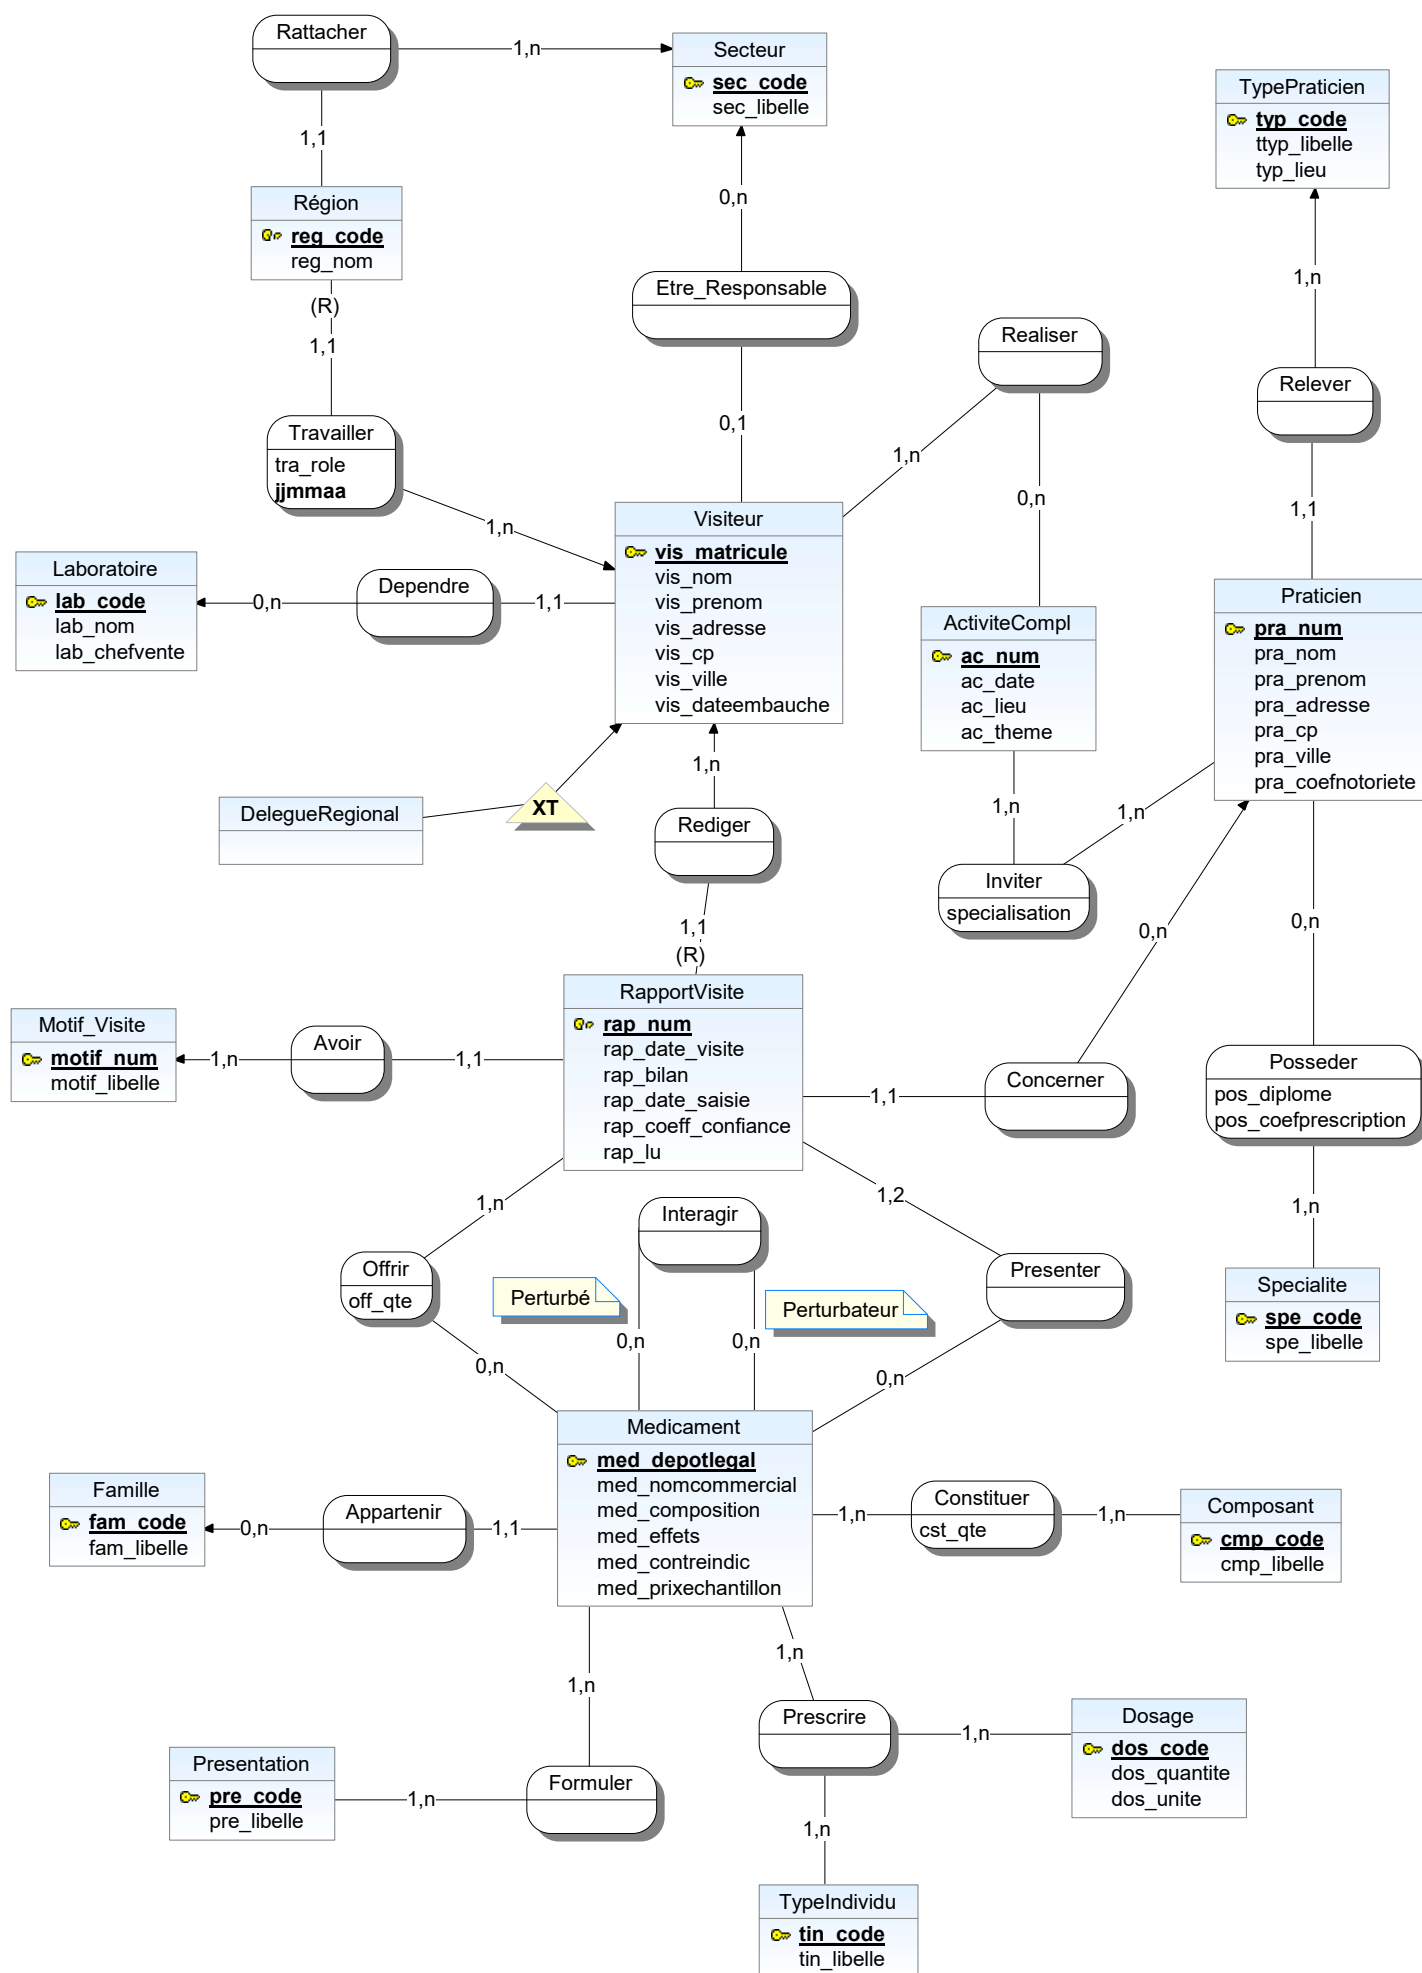 Rattacher
1,n
Secteur
sec_code
sec_libelle
TypePraticien
typ_code
ttyp_libelle
typ_lieu
1,1
Région
reg_code
reg_nom
0,n
(R)
1,1
Etre_Responsable
1,n
Realiser
Relever
Travailler
tra_role
jjmmaa
0,1
1,n
1,n
0,n
1,1
Visiteur
vis_matricule
vis_nom
vis_prenom
vis_adresse
vis_cp
vis_ville
vis_dateembauche
Laboratoire
lab_code
lab_nom
lab_chefvente
0,n
Dependre
1,1
ActiviteCompl
ac_num
ac_date
ac_lieu
ac_theme
Praticien
pra_num
pra_nom
pra_prenom
pra_adresse
pra_cp
pra_ville
pra_coefnotoriete
DelegueRegional
XT
1,n
Rediger
1,n
1,n
Inviter
specialisation
1,1
(R)
0,n
0,n
RapportVisite
rap_num
rap_date_visite
rap_bilan
rap_date_saisie
rap_coeff_confiance
rap_lu
Motif_Visite
motif_num
motif_libelle
1,n
Avoir
1,1
1,1
Concerner
Posseder
pos_diplome
pos_coefprescription
1,n
Interagir
1,2
1,n
Offrir
off_qte
Perturbé
Perturbateur
Presenter
Specialite
spe_code
spe_libelle
0,n
0,n
0,n
0,n
Medicament
med_depotlegal
med_nomcommercial
med_composition
med_effets
med_contreindic
med_prixechantillon
Famille
fam_code
fam_libelle
0,n
Appartenir
1,1
1,n
Constituer
cst_qte
1,n
Composant
cmp_code
cmp_libelle
1,n
1,n
Prescrire
1,n
Dosage
dos_code
dos_quantite
dos_unite
Presentation
pre_code
pre_libelle
1,n
Formuler
1,n
TypeIndividu
tin_code
tin_libelle